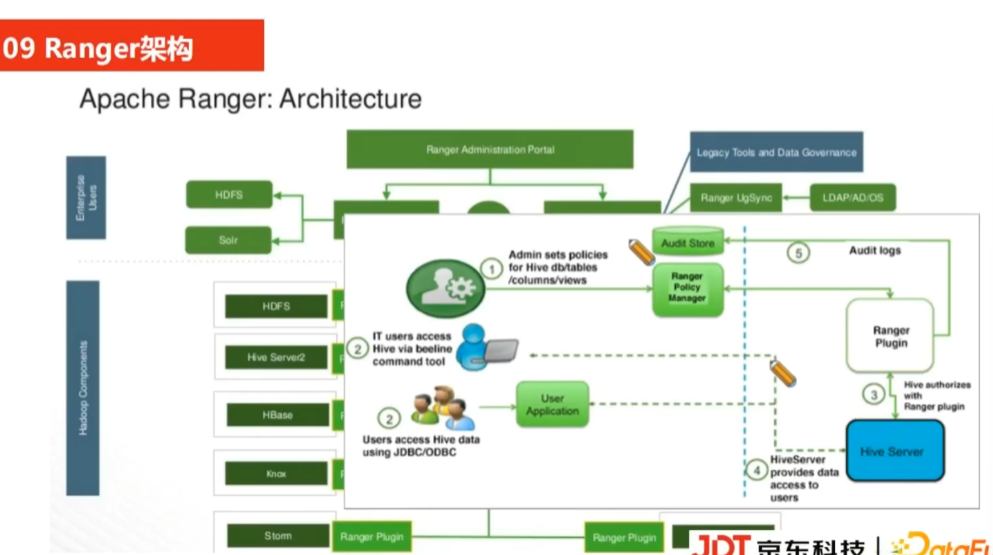 09 Ranger架构
Apache Ranger: Architecture
Ranger Administration Portal
Legacy Tools and Data Governance
Enterprise
Users
HDFS
Solr
Ranger UgSync
LDAP/AD/OS
Hadoop Components
HDFS
Hive Server2
HBase
Knox
Storm
Ranger Plugin
Ranger Plugin
1
Admin sets policies
for Hive db/tables
/columns/views
Audit Store
5
Audit logs
Ranger
Policy
Manager
2
IT users access
Hive via beeline
command tool
Ranger
Plugin
2
Users access Hive data
using JDBC/ODBC
User
Application
3
Hive authorizes
with
Ranger plugin
Hive Server
4
HiveServer
provides data
access to
users
JDT 京东科技